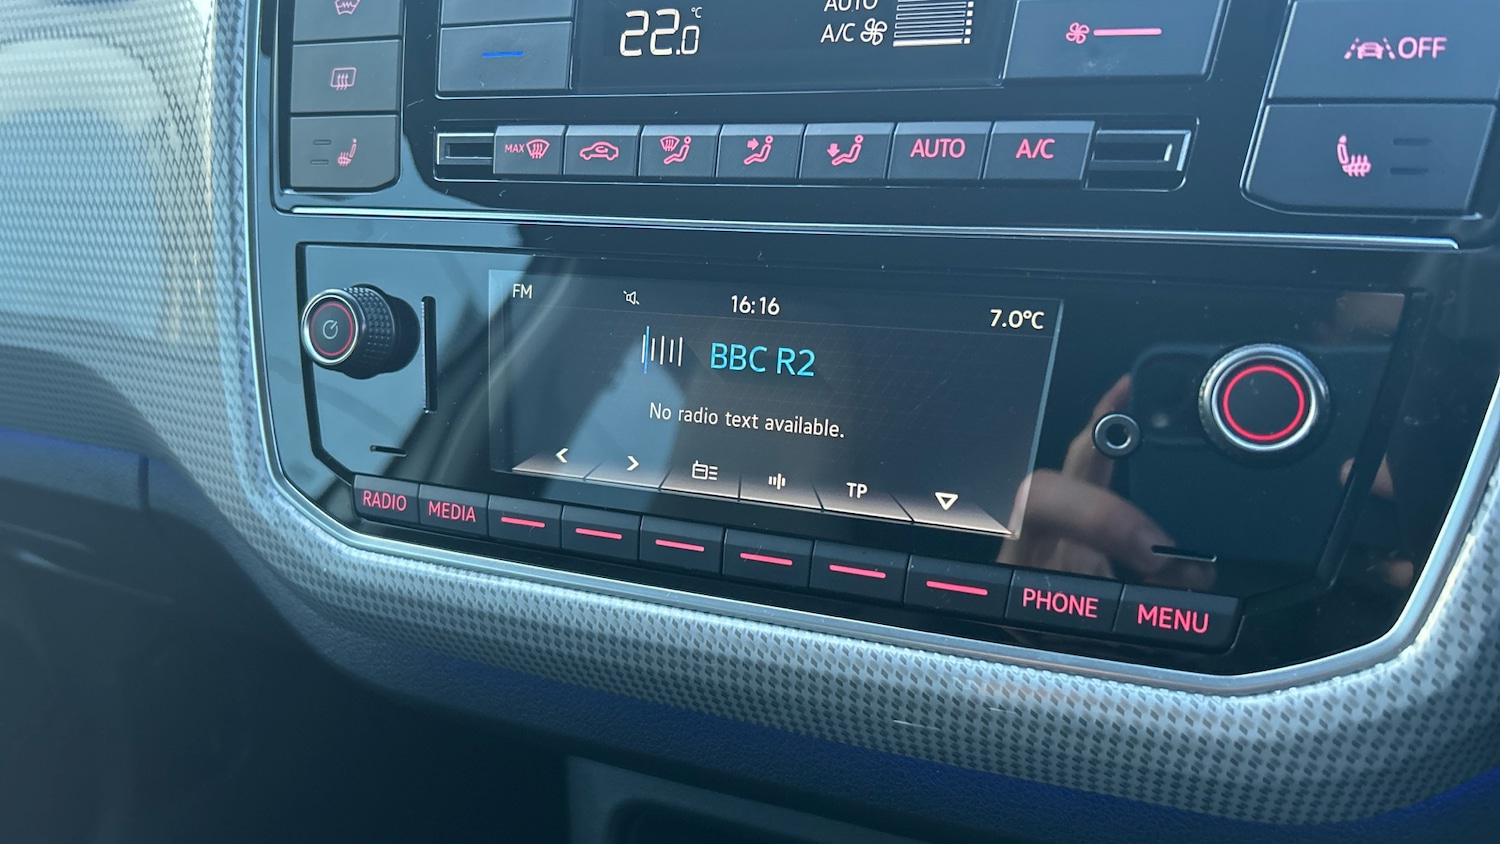 AUTO
22.0 °C
A/C
OFF
MAX
AUTO
A/C
FM
16:16
7.0°C
BBC R2
No radio text available.
TP
RADIO
MEDIA
PHONE
MENU